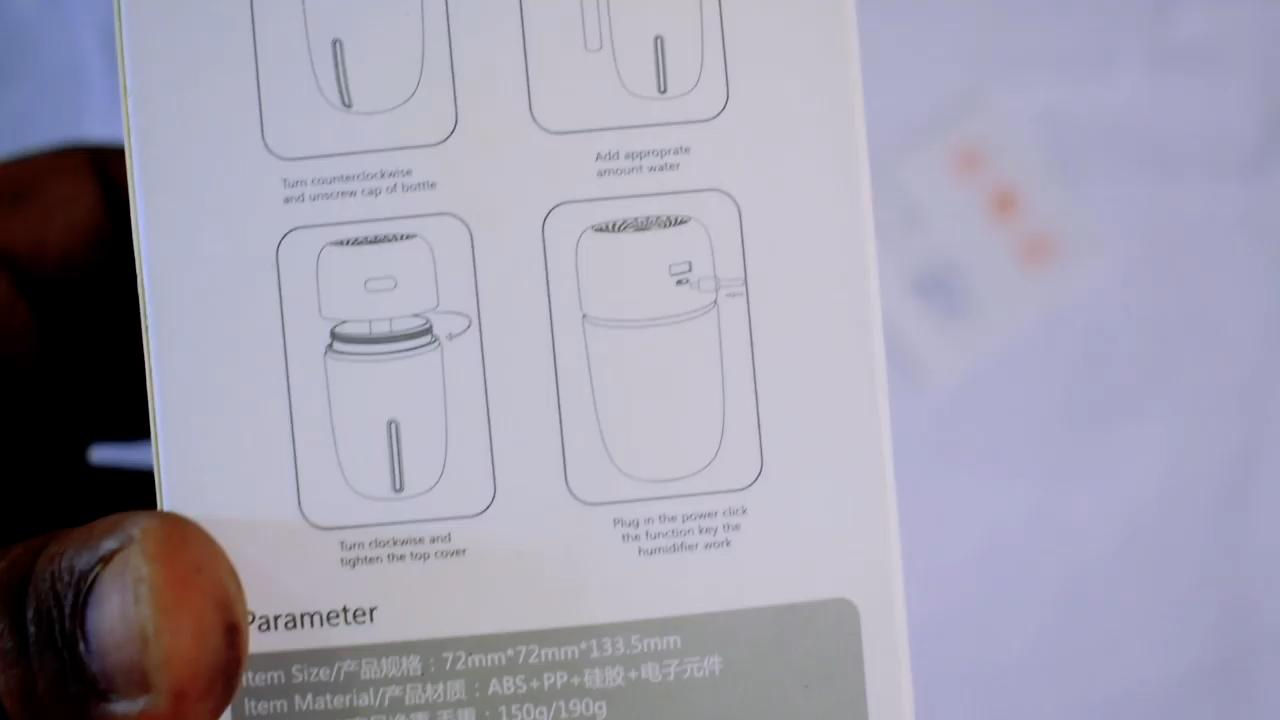 Turn counterclockwise
and unscrew cap of bottle
Add approprate
amount water
Turn clockwise and
tighten the top cover
Plug in the power click
the function key the
humidifier work
Parameter
Item Size/产品规格：72mm*72mm*133.5mm
Item Material/产品材质：ABS+PP+硅胶+电子元件
150g/190g